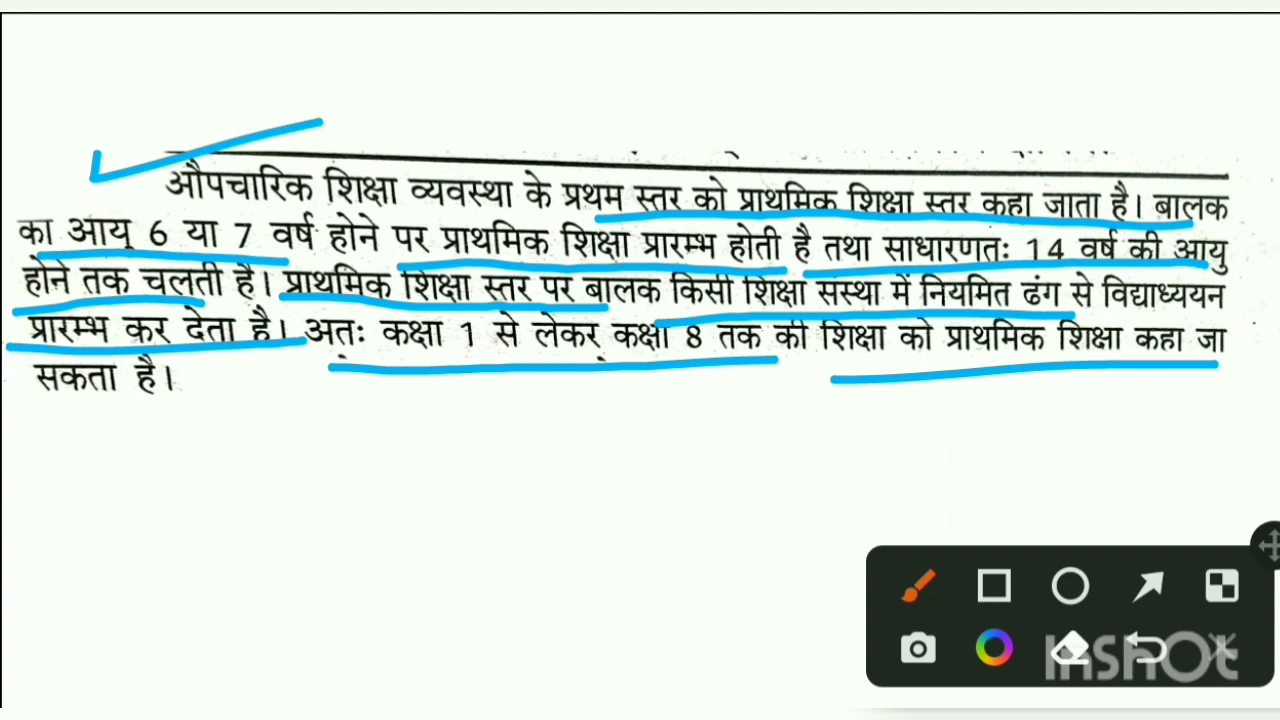 औपचारिक शिक्षा व्यवस्था के प्रथम स्तर को प्राथमिक शिक्षा स्तर कहा जाता है। बालक
का आयु 6 या 7 वर्ष होने पर प्राथमिक शिक्षा प्रारम्भ होती है तथा साधारणतः 14 वर्ष की आयु
होने तक चलती है। प्राथमिक शिक्षा स्तर पर बालक किसी शिक्षा संस्था में नियमित ढंग से विद्याध्ययन
प्रारम्भ कर देता है। अतः कक्षा 1 से लेकर कक्षा 8 तक की शिक्षा को प्राथमिक शिक्षा कहा जा
सकता है।
InshOt